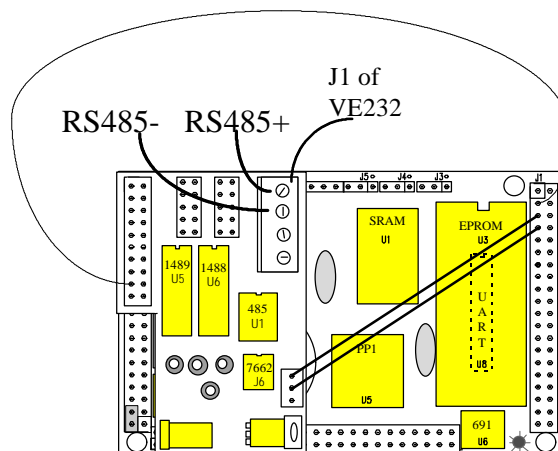 J1 of
VE232
RS485- RS485+
J5
J4
J3
J1
SRAM
U1
EPROM
U3
1489
U5
1488
U6
485
U1
UART
U8
PP1
U5
7662
J6
691
U6